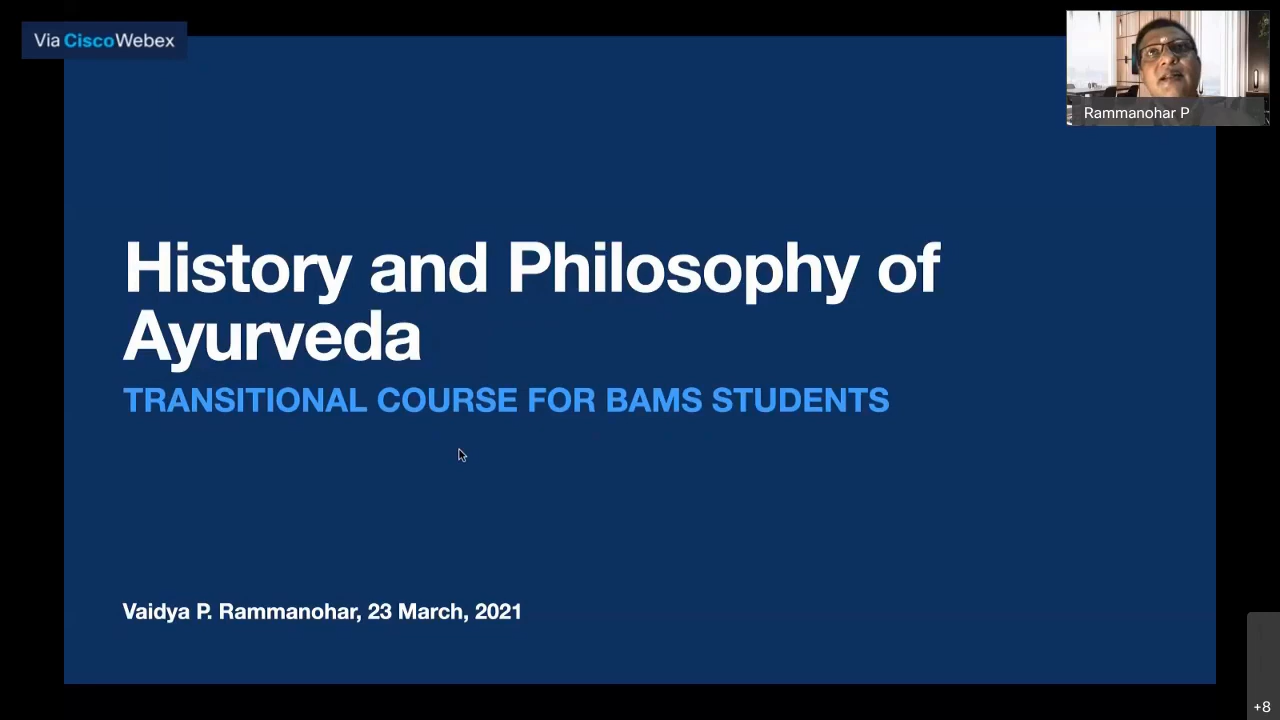 Via CiscoWebex
Rammanohar P
History and Philosophy of
Ayurveda
TRANSITIONAL COURSE FOR BAMS STUDENTS
Vaidya P. Rammanohar, 23 March, 2021
+8